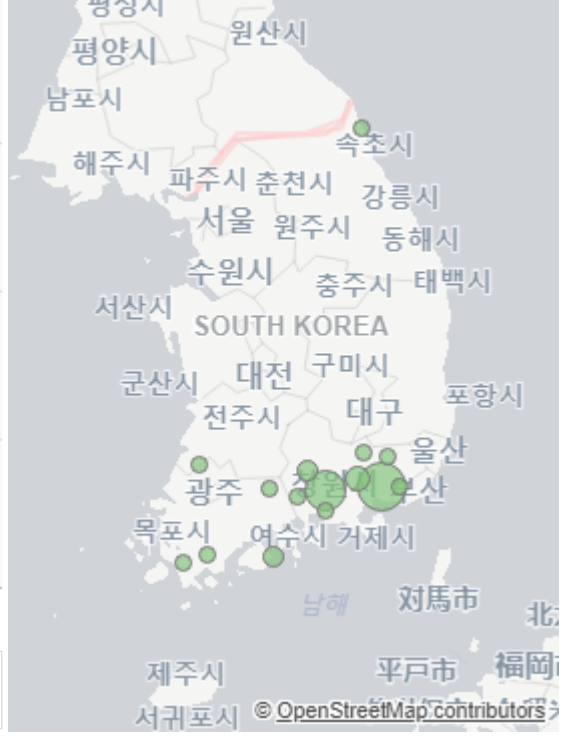 평성시
원산시
평양시
남포시
속초시
해주시
파주시 춘천시
강릉시
서울
원주시
동해시
수원시
충주시
태백시
서산시
SOUTH KOREA
구미시
대전
군산시
포항시
대구
전주시
울산
광주
목포시
여수시
거제시
対馬市
남해
平戸市
제주시
서귀포시
© OpenStreetMap contributors